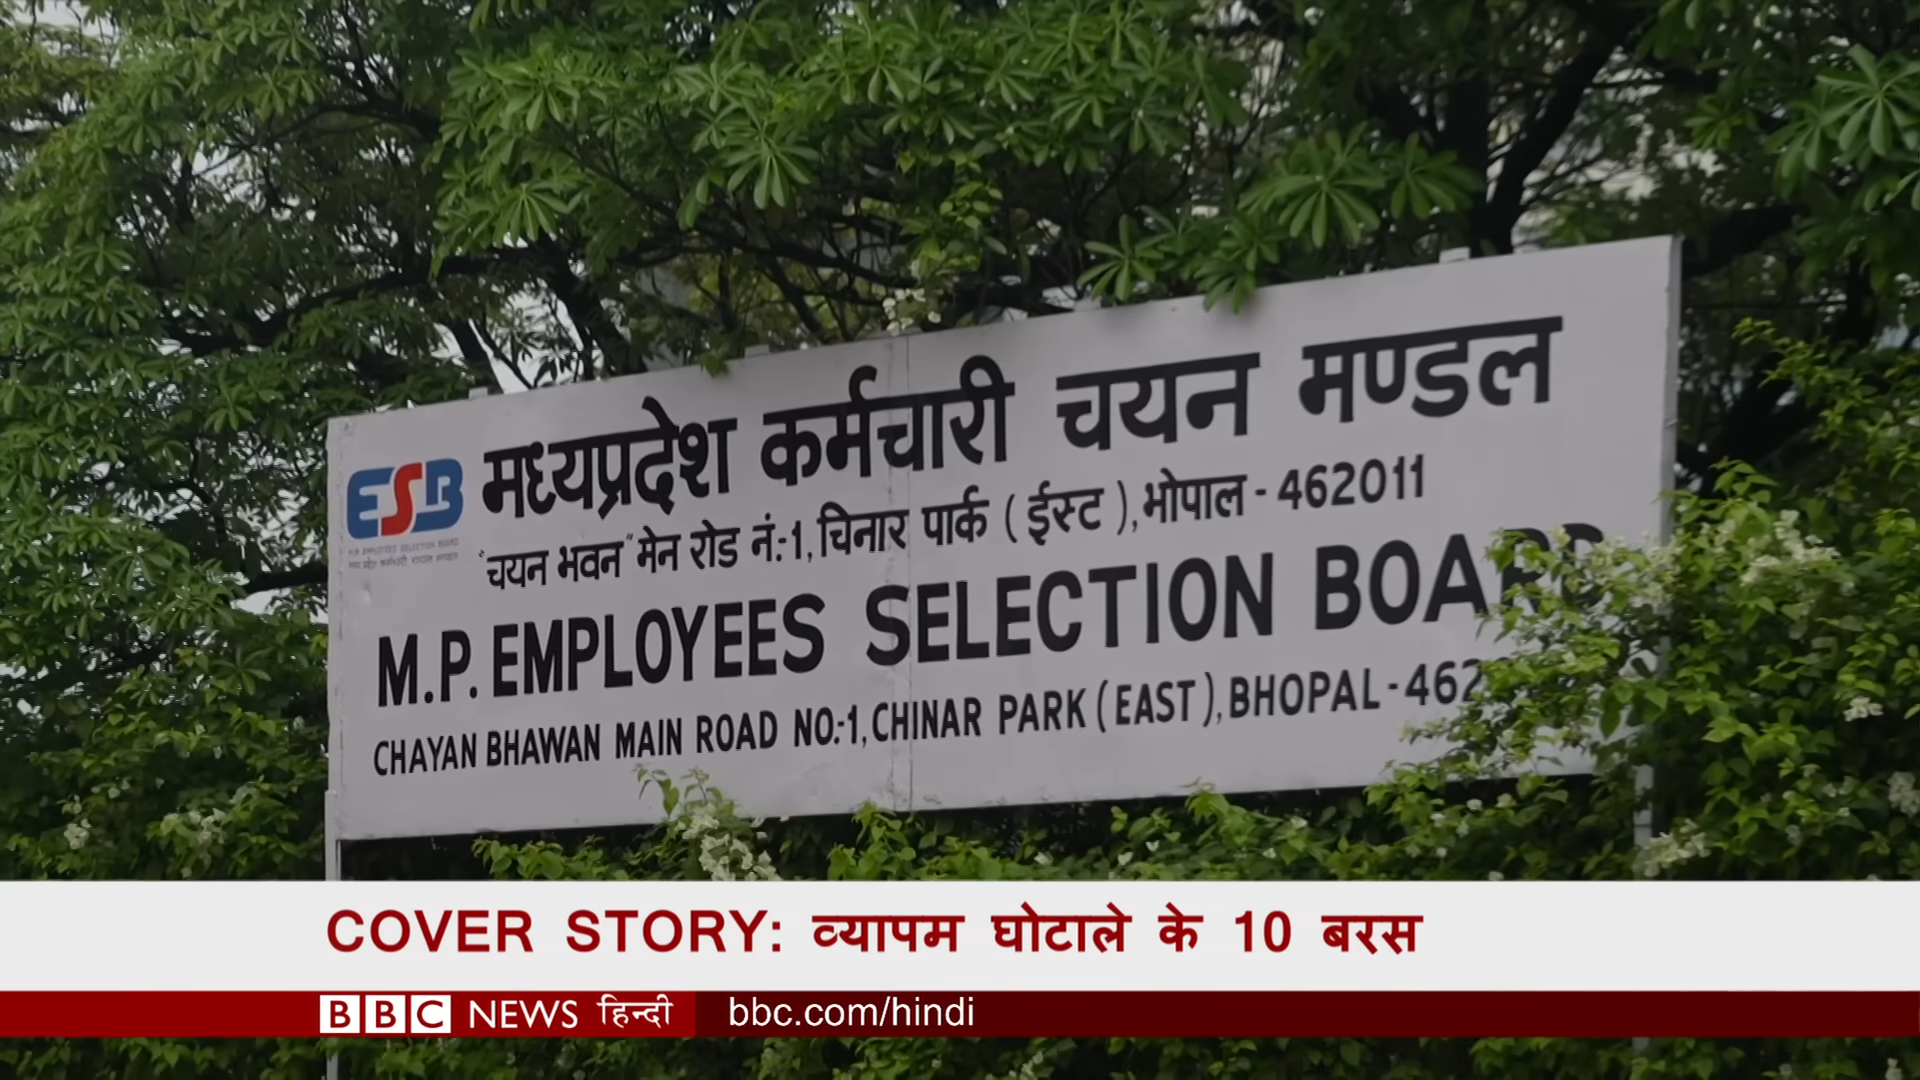 मध्यप्रदेश कर्मचारी चयन मण्डल
ESB
"चयन भवन" मेन रोड नं:-1, चिनार पार्क ( ईस्ट ), भोपाल - 462011
M.P. EMPLOYEES SELECTION BOARD
CHAYAN BHAWAN MAIN ROAD NO:-1, CHINAR PARK (EAST), BHOPAL-462
COVER STORY: व्यापम घोटाले के 10 बरस
BBC NEWS हिन्दी bbc.com/hindi